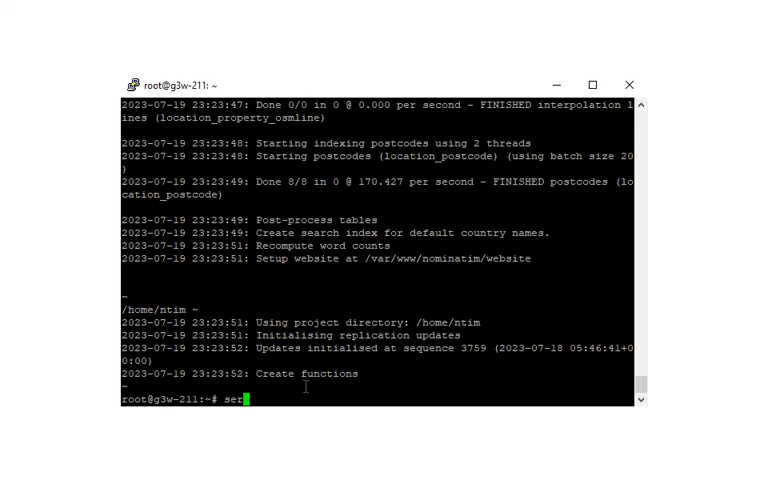 root@g3w-211: ~
2023-07-19 23:23:47: Done 0/0 in 0 @ 0.000 per second - FINISHED interpolation l
ines (location_property_osmline)
2023-07-19 23:23:48: Starting indexing postcodes using 2 threads
2023-07-19 23:23:48: Starting postcodes (location_postcode) (using batch size 20
)
2023-07-19 23:23:49: Done 8/8 in 0 @ 170.427 per second - FINISHED postcodes (lo
cation_postcode)
2023-07-19 23:23:49: Post-process tables
2023-07-19 23:23:49: Create search index for default country names.
2023-07-19 23:23:51: Recompute word counts
2023-07-19 23:23:51: Setup website at /var/www/nominatim/website
~
/home/ntim ~
2023-07-19 23:23:51: Using project directory: /home/ntim
2023-07-19 23:23:51: Initialising replication updates
2023-07-19 23:23:52: Updates initialised at sequence 3759 (2023-07-18 05:46:41+0
0:00)
2023-07-19 23:23:52: Create functions
~
root@g3w-211:~# ser